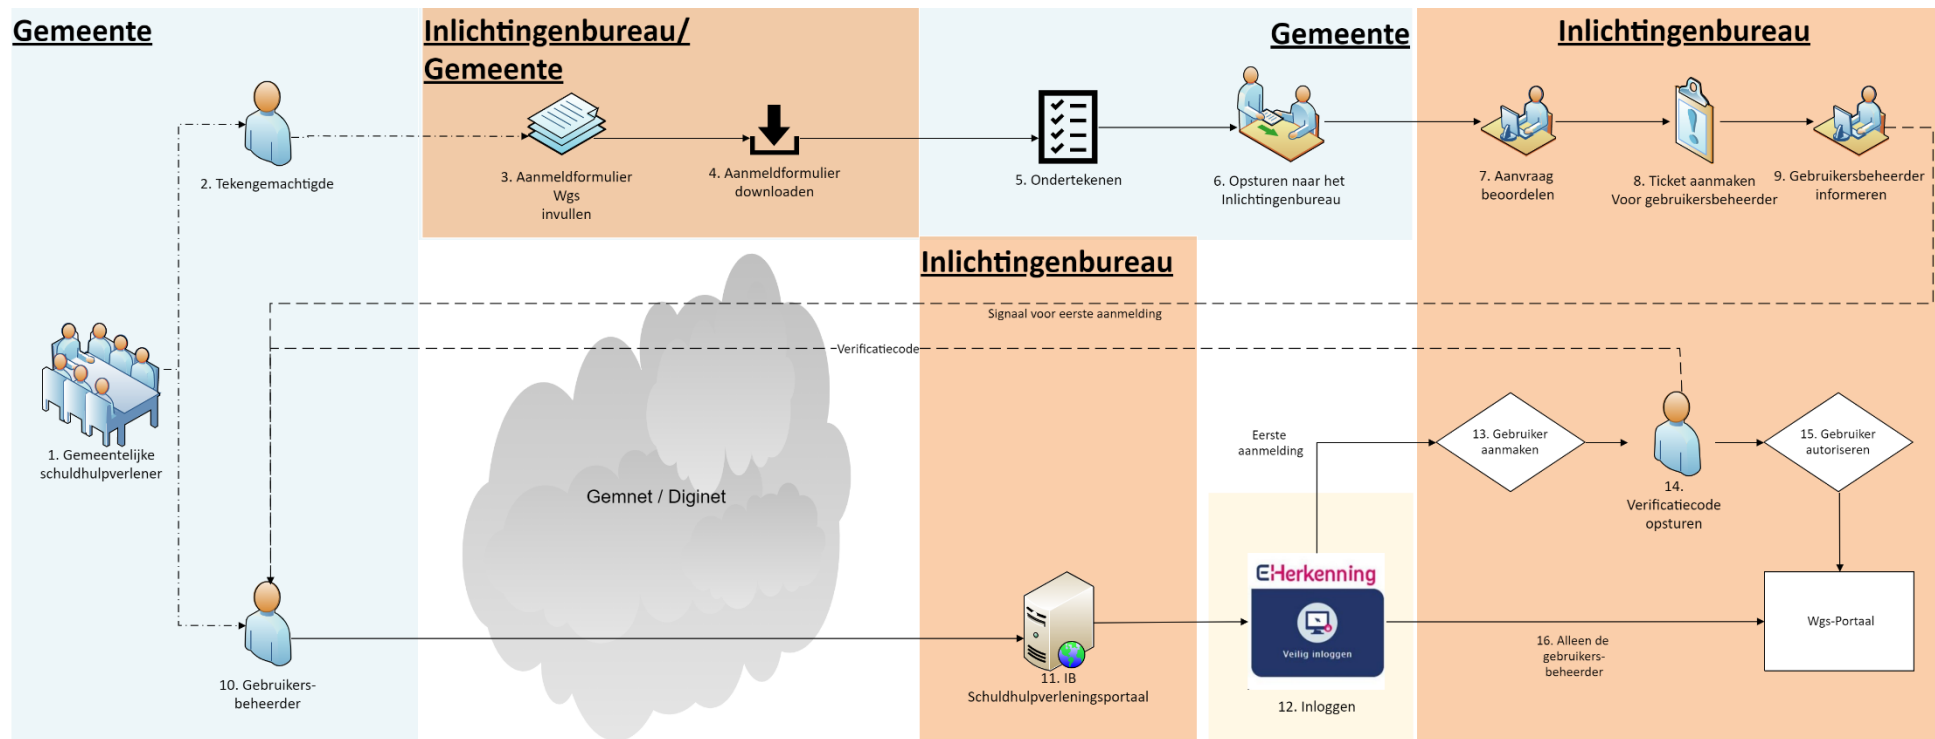 Gemeente
Inlichtingenbureau/
Gemeente
Gemeente
Inlichtingenbureau
2. Tekengemachtigde
3. Aanmeldformulier
Wgs
invullen
4. Aanmeldformulier
downloaden
5. Ondertekenen
6. Opsturen naar het
Inlichtingenbureau
7. Aanvraag
beoordelen
8. Ticket aanmaken
Voor gebruikersbeheerder
9. Gebruikersbeheerder
informeren
Inlichtingenbureau
Signaal voor eerste aanmelding
Verificatiecode
1. Gemeentelijke
schuldhulpverlener
Gemnet / Diginet
Eerste
aanmelding
13. Gebruiker
aanmaken
14.
Verificatiecode
opsturen
15. Gebruiker
autoriseren
10. Gebruikers-
beheerder
11. IB
Schuldhulpverleningsportaal
eHerkenning
Veilig inloggen
12. Inloggen
16. Alleen de
gebruikers-
beheerder
Wgs-Portaal